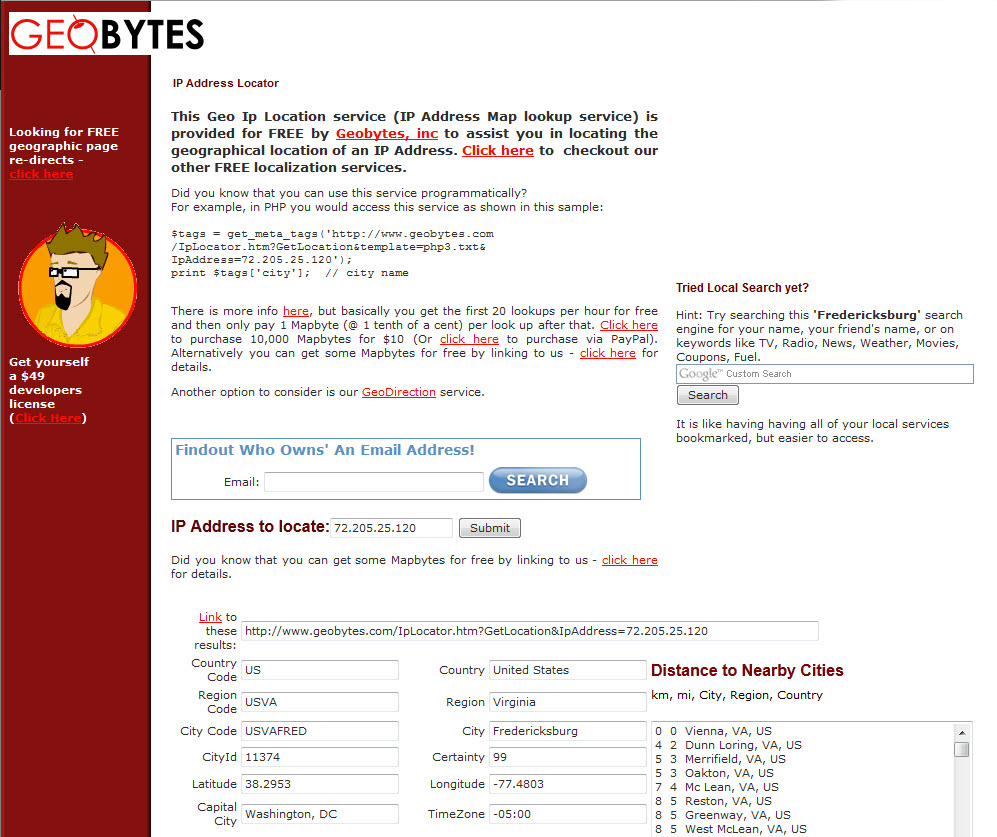 GEOBYTES
IP Address Locator
Looking for FREE
geographic page
re-directs -
click here
Get yourself
a $49
developers
license
(Click Here)
This Geo Ip Location service (IP Address Map lookup service) is
provided for FREE by Geobytes, inc to assist you in locating the
geographical location of an IP Address. Click here to checkout our
other FREE localization services.
Did you know that you can use this service programmatically?
For example, in PHP you would access this service as shown in this sample:
$tags = get_meta_tags('http://www.geobytes.com
/IpLocator.htm?GetLocation&template=php3.txt&
IpAddress=72.205.25.120');
print $tags['city']; // city name
There is more info here, but basically you get the first 20 lookups per hour for free
and then only pay 1 Mapbyte (@ 1 tenth of a cent) per look up after that. Click here
to purchase 10,000 Mapbytes for $10 (Or click here to purchase via PayPal).
Alternatively you can get some Mapbytes for free by linking to us - click here for
details.
Another option to consider is our GeoDirection service.
Tried Local Search yet?
Hint: Try searching this 'Fredericksburg' search
engine for your name, your friend's name, or on
keywords like TV, Radio, News, Weather, Movies,
Coupons, Fuel.
Google™ Custom Search
Search
It is like having having all of your local services
bookmarked, but easier to access.
Findout Who Owns' An Email Address!
Email: SEARCH
IP Address to locate: 72.205.25.120 Submit
Did you know that you can get some Mapbytes for free by linking to us - click here
for details.
Link to
these
results: http://www.geobytes.com/IpLocator.htm?GetLocation&IpAddress=72.205.25.120
Country
Code US Country United States
Region
Code USVA Region Virginia
City Code USVAFRED City Fredericksburg
CityId 11374 Certainty 99
Latitude 38.2953 Longitude -77.4803
Capital
City Washington, DC TimeZone -05:00
Distance to Nearby Cities
km, mi, City, Region, Country
0 0 Vienna, VA, US
4 2 Dunn Loring, VA, US
5 3 Merrifield, VA, US
5 3 Oakton, VA, US
7 4 Mc Lean, VA, US
8 5 Reston, VA, US
8 5 Greenway, VA, US
8 5 West McLean, VA, US